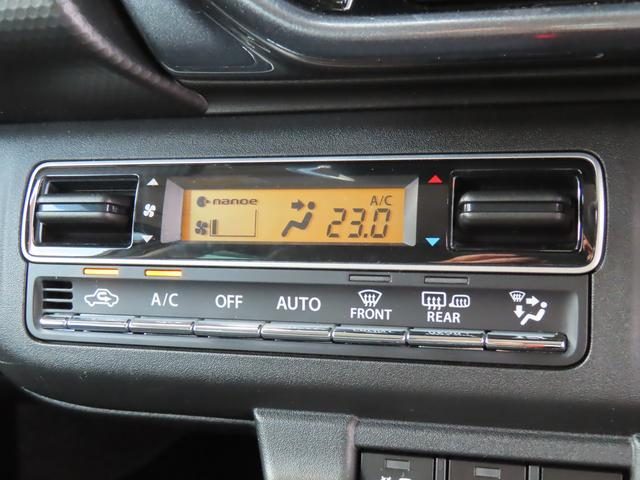 nanoe
A/C
23.0
A/C OFF AUTO FRONT REAR